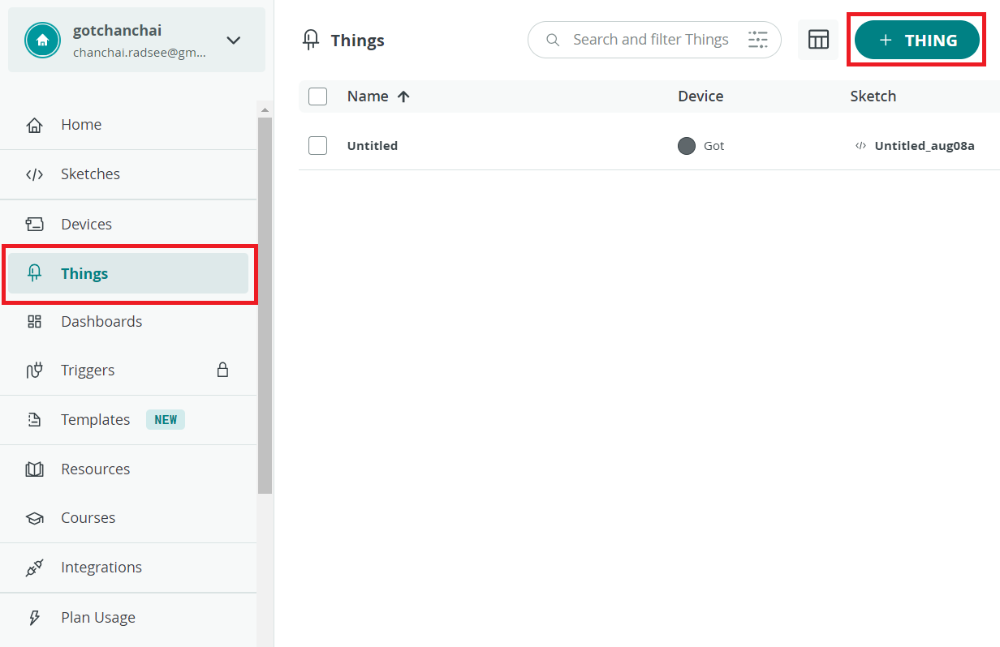 gotchanchai
chanchai.radsee@gm...
Home
Sketches
Devices
Things
Dashboards
Triggers
Templates NEW
Resources
Courses
Integrations
Plan Usage
Things
Search and filter Things
+ THING
Name Device Sketch
Untitled Got Untitled_aug08a